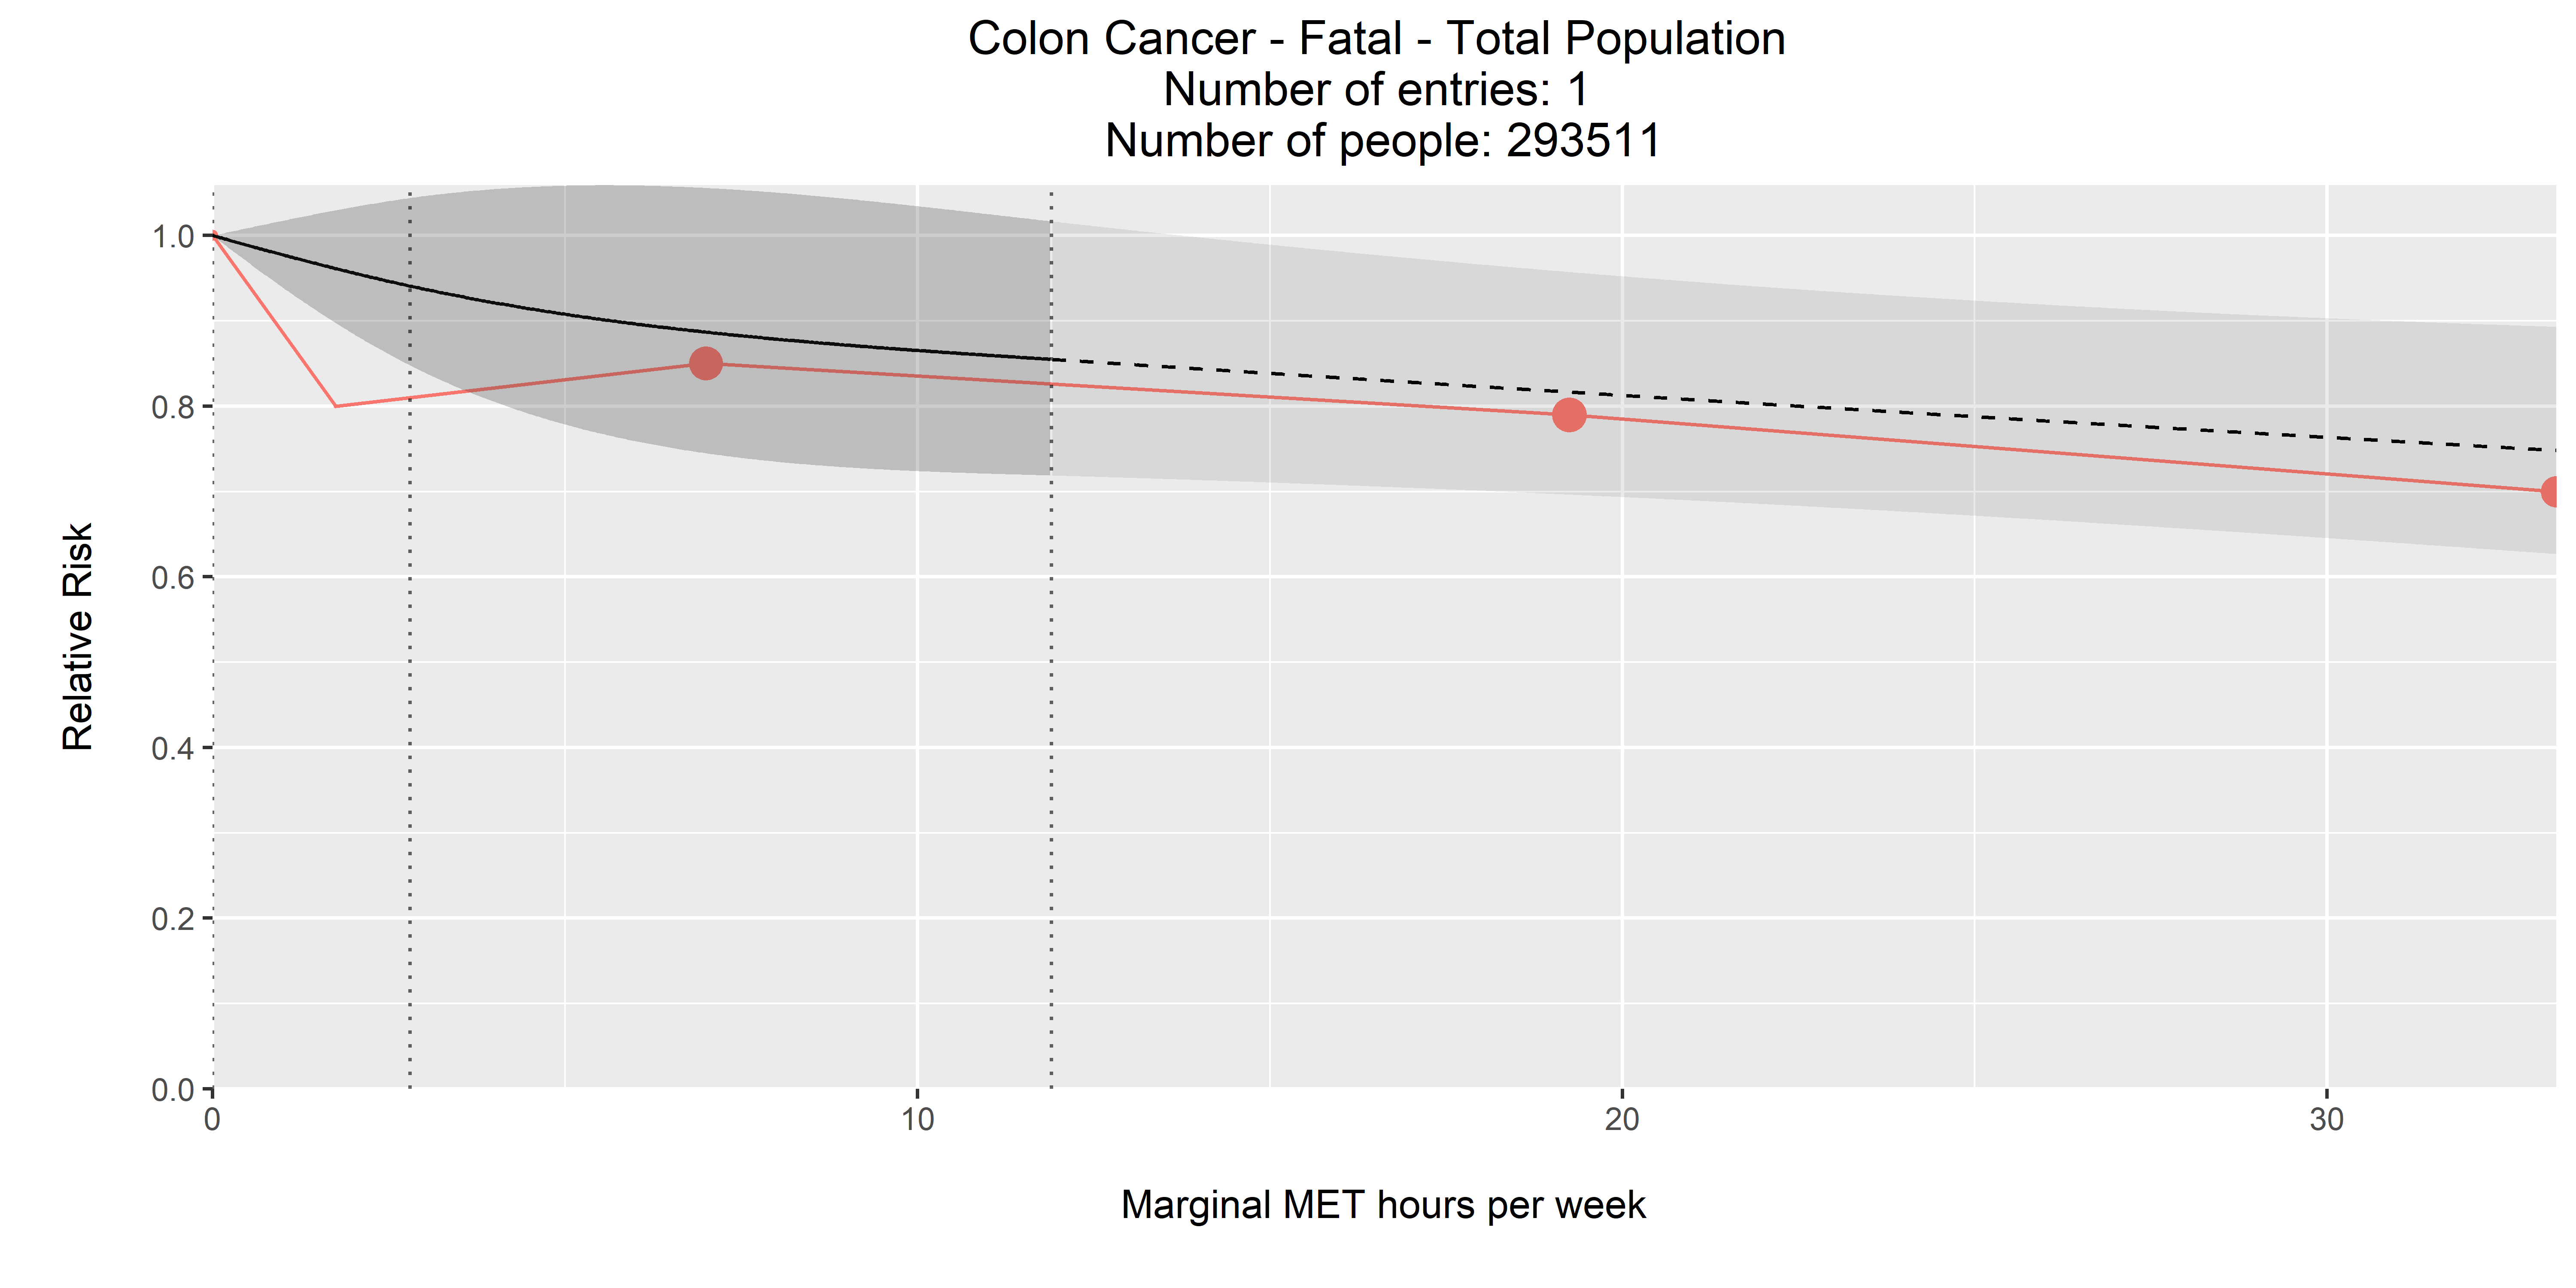 Colon Cancer - Fatal - Total Population
Number of entries: 1
Number of people: 293511
1.0
0.8
0.6
0.4
0.2
0.0
Relative Risk
0 10 20 30
Marginal MET hours per week